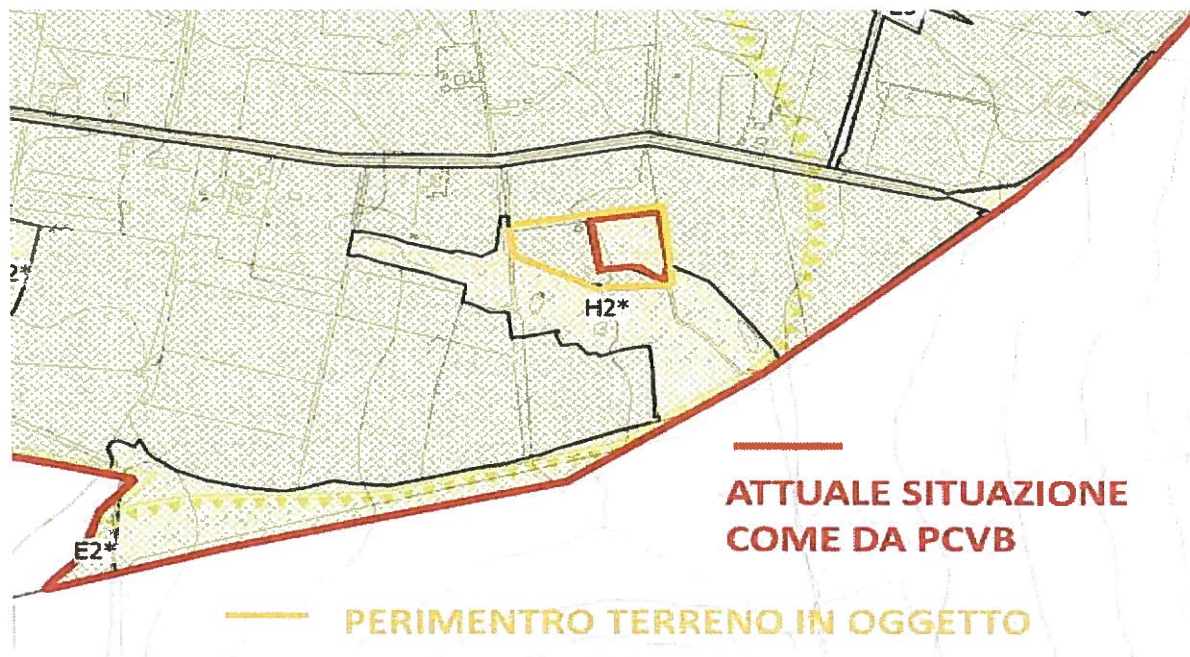 H2*
E2*
ATTUALE SITUAZIONE
COME DA PCVB
PERIMENTRO TERRENO IN OGGETTO